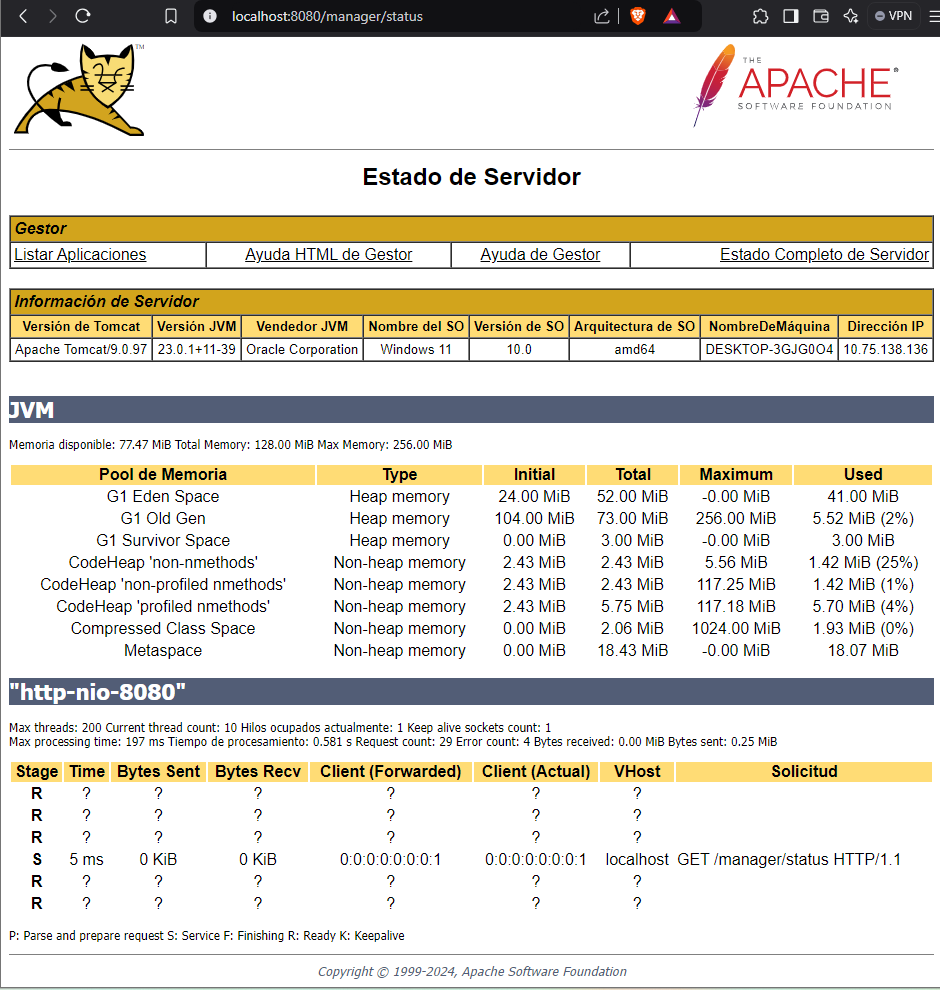 localhost:8080/manager/status
VPN
TM
THE
APACHE®
SOFTWARE FOUNDATION
Estado de Servidor
Gestor
Listar Aplicaciones Ayuda HTML de Gestor Ayuda de Gestor Estado Completo de Servidor
Información de Servidor
Versión de Tomcat Versión JVM Vendedor JVM Nombre del SO Versión de SO Arquitectura de SO NombreDeMáquina Dirección IP
Apache Tomcat/9.0.97 23.0.1+11-39 Oracle Corporation Windows 11 10.0 amd64 DESKTOP-3GJG0O4 10.75.138.136
JVM
Memoria disponible: 77.47 MiB Total Memory: 128.00 MiB Max Memory: 256.00 MiB
Pool de Memoria Type Initial Total Maximum Used
G1 Eden Space Heap memory 24.00 MiB 52.00 MiB -0.00 MiB 41.00 MiB
G1 Old Gen Heap memory 104.00 MiB 73.00 MiB 256.00 MiB 5.52 MiB (2%)
G1 Survivor Space Heap memory 0.00 MiB 3.00 MiB -0.00 MiB 3.00 MiB
CodeHeap 'non-nmethods' Non-heap memory 2.43 MiB 2.43 MiB 5.56 MiB 1.42 MiB (25%)
CodeHeap 'non-profiled nmethods' Non-heap memory 2.43 MiB 2.43 MiB 117.25 MiB 1.42 MiB (1%)
CodeHeap 'profiled nmethods' Non-heap memory 2.43 MiB 5.75 MiB 117.18 MiB 5.70 MiB (4%)
Compressed Class Space Non-heap memory 0.00 MiB 2.06 MiB 1024.00 MiB 1.93 MiB (0%)
Metaspace Non-heap memory 0.00 MiB 18.43 MiB -0.00 MiB 18.07 MiB
"http-nio-8080"
Max threads: 200 Current thread count: 10 Hilos ocupados actualmente: 1 Keep alive sockets count: 1
Max processing time: 197 ms Tiempo de procesamiento: 0.581 s Request count: 29 Error count: 4 Bytes received: 0.00 MiB Bytes sent: 0.25 MiB
Stage Time Bytes Sent Bytes Recv Client (Forwarded) Client (Actual) VHost Solicitud
R ? ? ? ? ? ?
R ? ? ? ? ? ?
R ? ? ? ? ? ?
S 5 ms 0 KiB 0 KiB 0:0:0:0:0:0:0:1 0:0:0:0:0:0:0:1 localhost GET /manager/status HTTP/1.1
R ? ? ? ? ? ?
R ? ? ? ? ? ?
P: Parse and prepare request S: Service F: Finishing R: Ready K: Keepalive
Copyright © 1999-2024, Apache Software Foundation